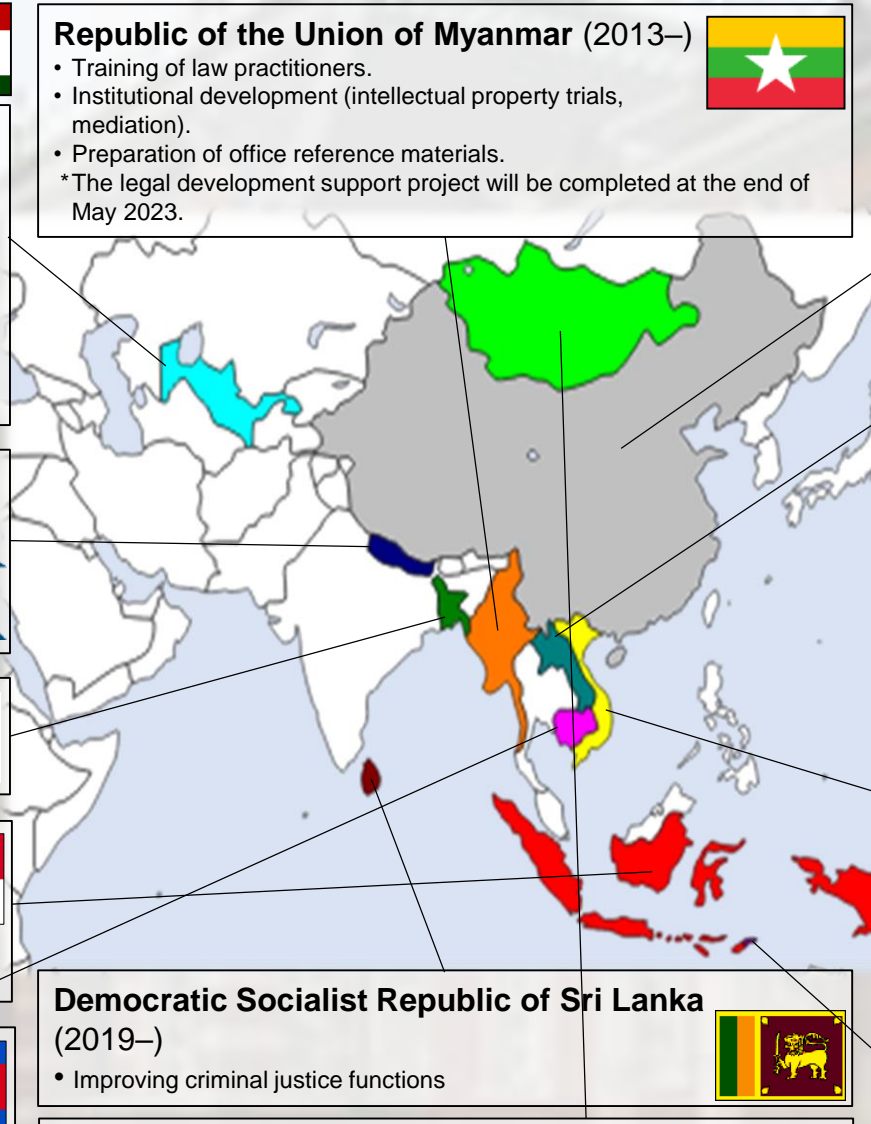 Republic of the Union of Myanmar (2013–)
• Training of law practitioners.
• Institutional development (intellectual property trials,
mediation).
• Preparation of office reference materials.
*The legal development support project will be completed at the end of
May 2023.
Democratic Socialist Republic of Sri Lanka
(2019–)
• Improving criminal justice functions